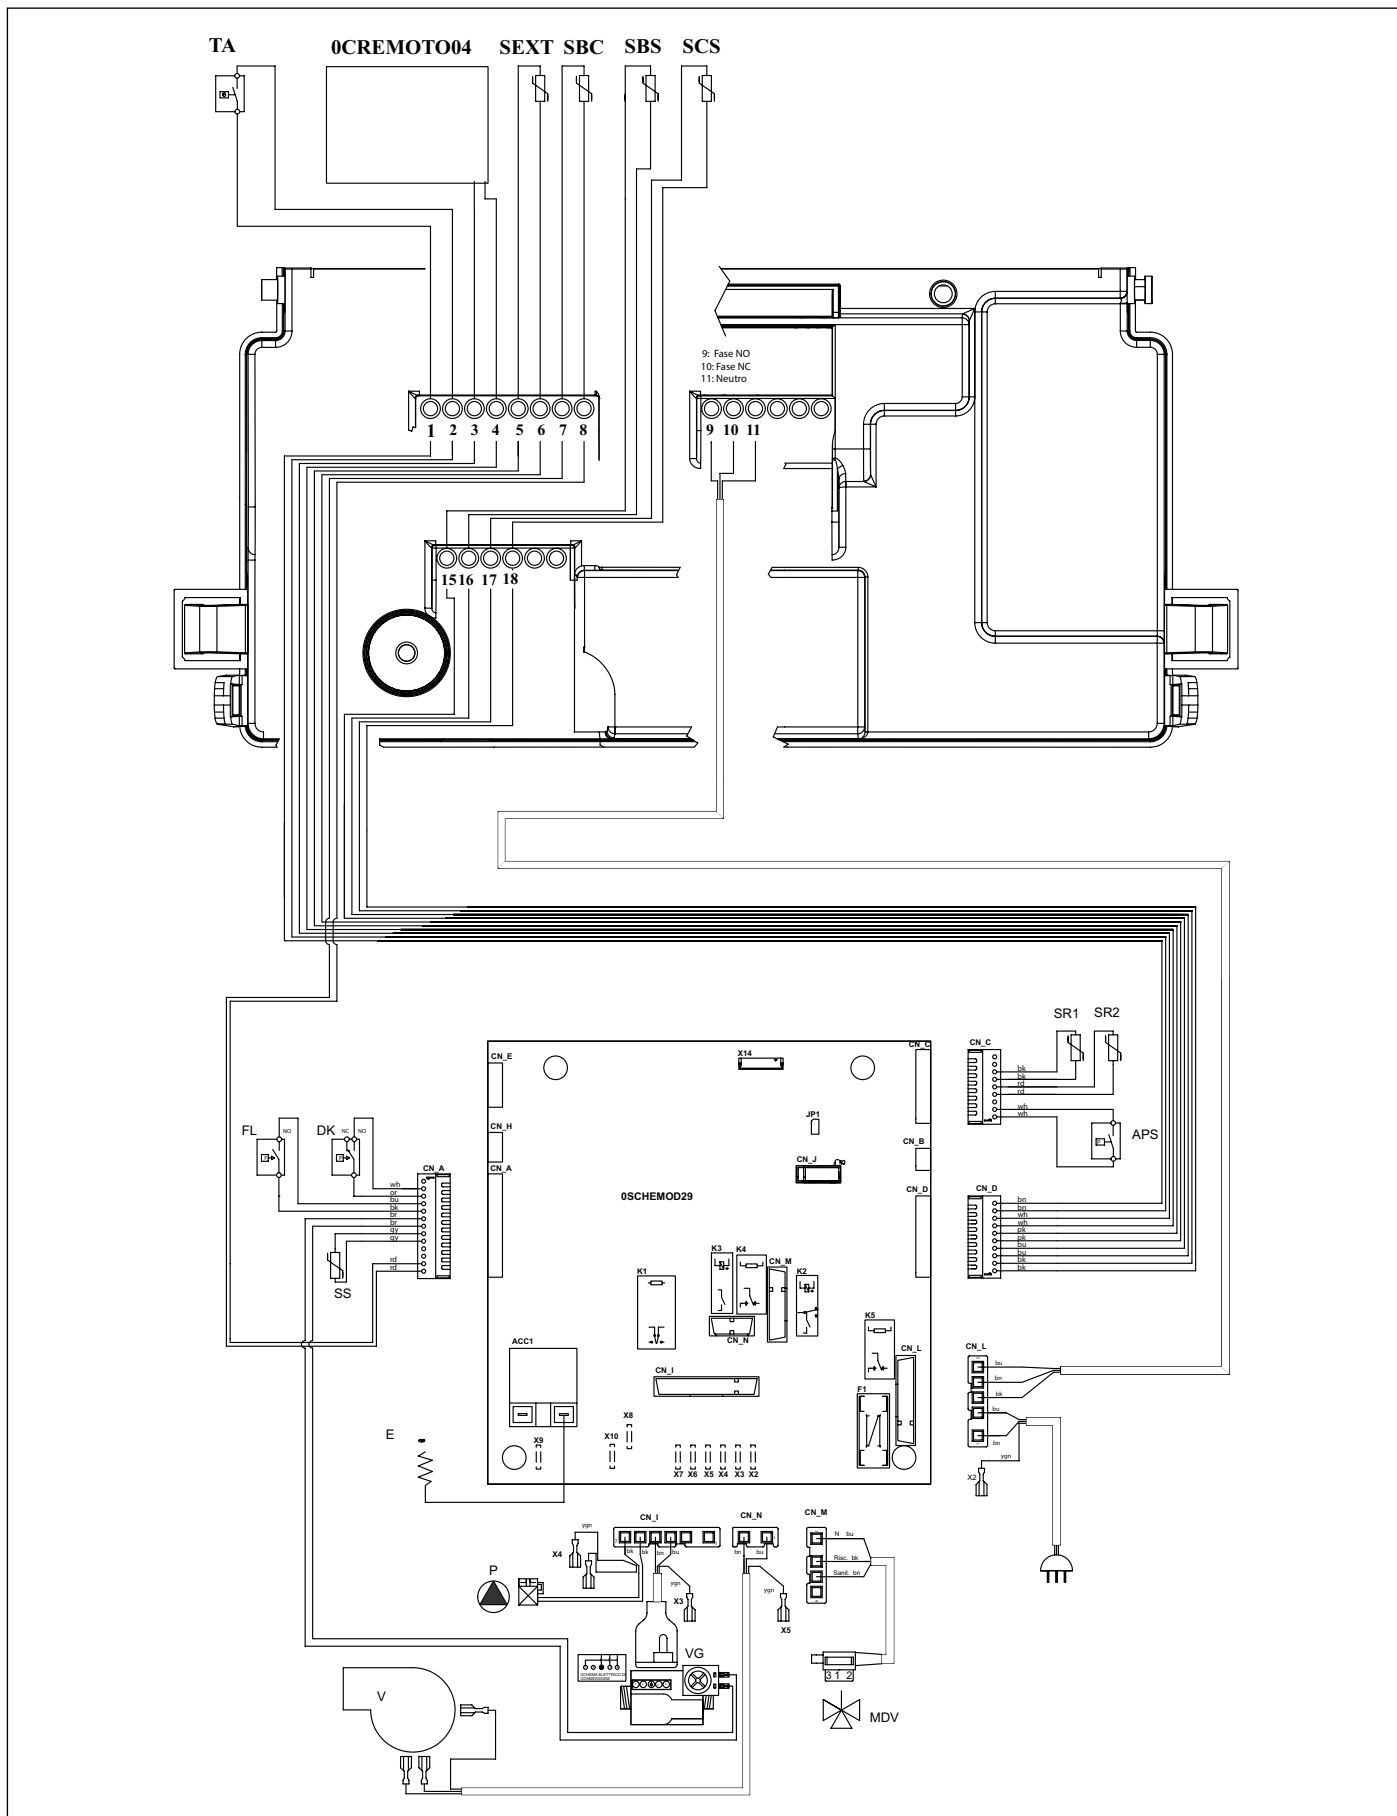 TA 0CREMOTO04 SEXT SBC SBS SCS
9: Fase NO
10: Fase NC
11: Neutro
1 2 3 4 5 6 7 8
9 10 11
15 16 17 18
SR1 SR2
CN_C
bk
bk
rd
rd
wh
wh
APS
CN_E
X14
CN_C
JP1
CN_H
CN_B
CN_J
CN_A
CN_D
0SCHEMOD29
FL NO
DK NC NO
CN_A
wh
or
bu
bk
br
br
gy
gy
rd
rd
SS
CN_D
bn
bn
wh
wh
pk
pk
bu
bu
bk
bk
K3 K4
CN_M
K1
K2
CN_N
K5
ACC1
CN_L
CN_I
F1
X8
X9
X10
X7 X6 X5 X4 X3 X2
CN_L
bu
bn
bk
bu
bn
ygn
X2
E
CN_I
CN_N
CN_M
ygn
bk bk bn bu
bn bu
N bu
Risc. bk
Sanit. bn
X4
ygn
X3
ygn
X5
P
VG
SCHEMA ELETTRICO DI
CONNESSIONE
3 1 2
V
MDV